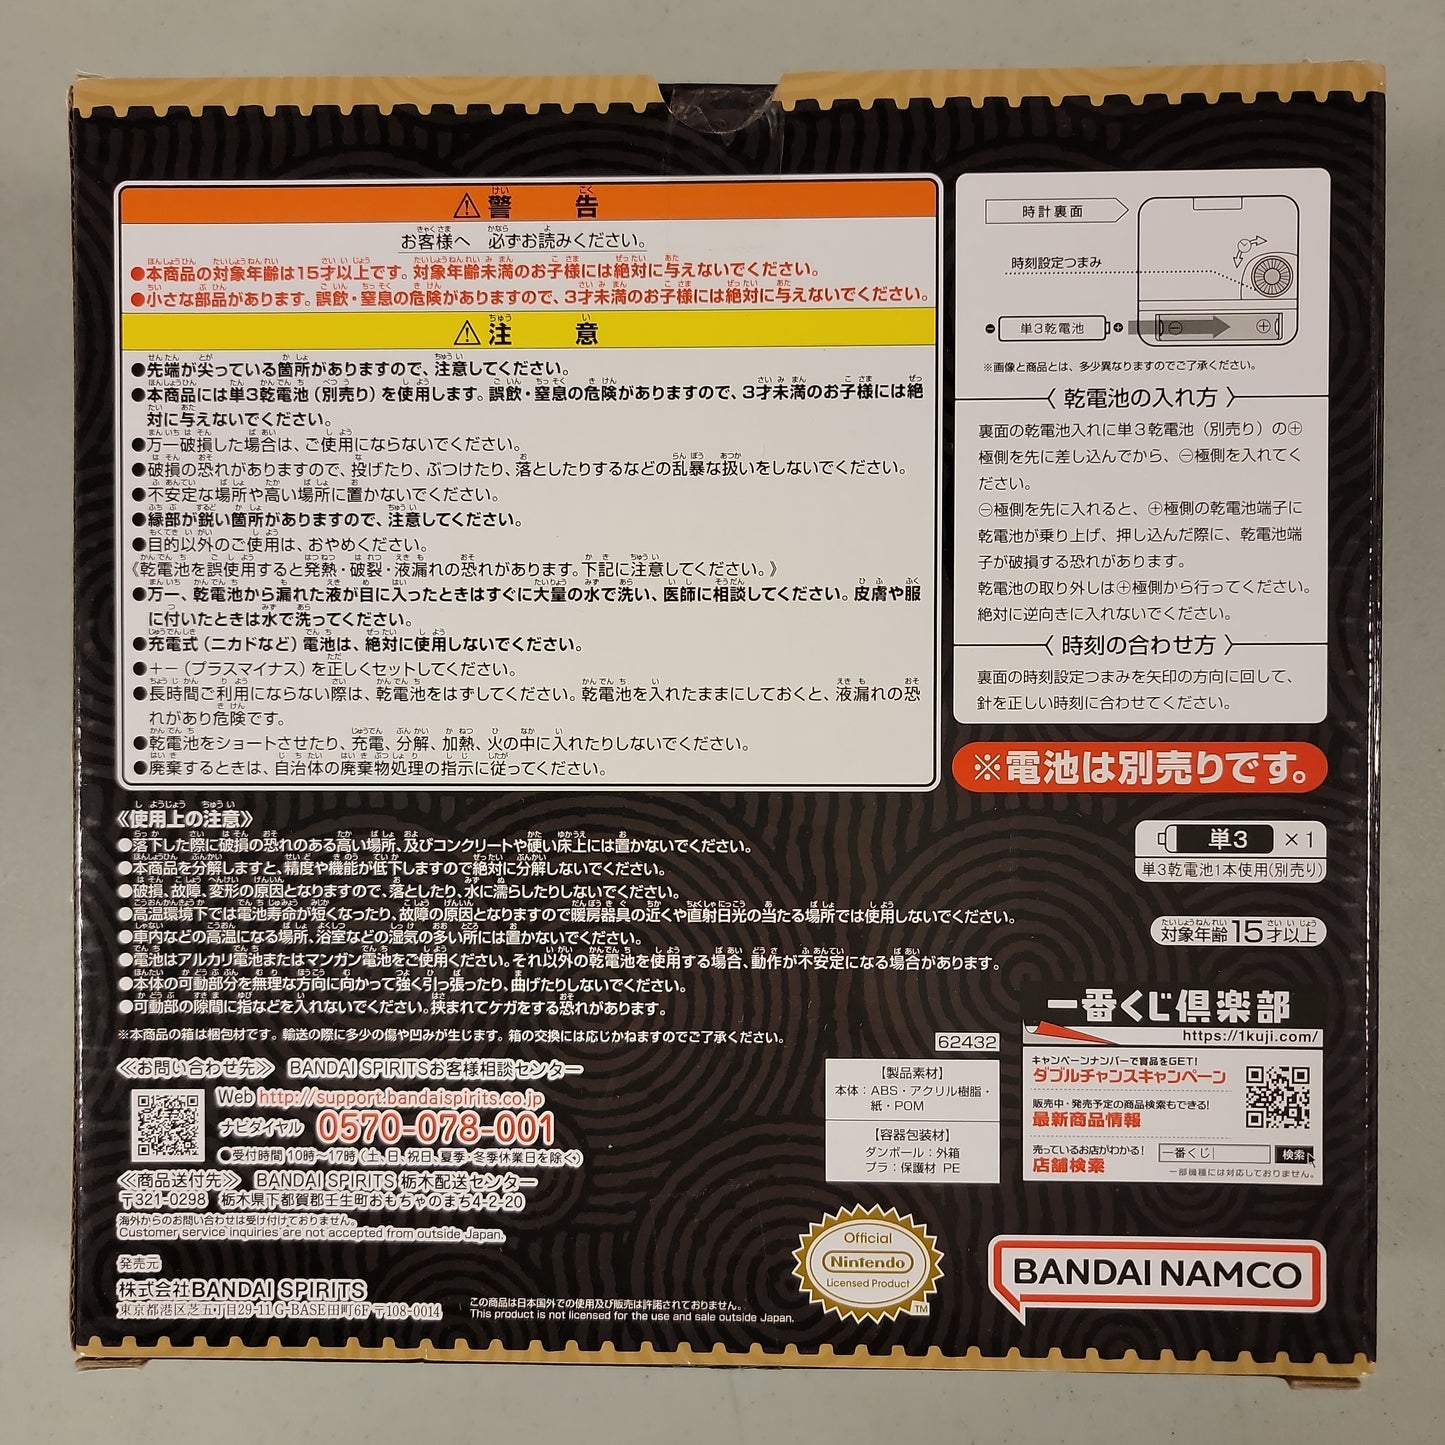 ⚠警告
お客様へ 必ずお読みください。
●本商品の対象年齢は15才以上です。対象年齢未満のお子様には絶対に与えないでください。
●小さな部品があります。誤飲・窒息の危険がありますので、3才未満のお子様には絶対に与えないでください。
⚠注意
●先端が尖っている箇所がありますので、注意してください。
●本商品には単3乾電池（別売り）を使用します。誤飲・窒息の危険がありますので、3才未満のお子様には絶
対に与えないでください。
●万一破損した場合は、ご使用にならないでください。
●破損の恐れがありますので、投げたり、ぶつけたり、落としたりするなどの乱暴な扱いをしないでください。
●不安定な場所や高い場所に置かないでください。
●縁部が鋭い箇所がありますので、注意してください。
●目的以外のご使用は、おやめください。
《乾電池を誤使用すると発熱・破裂・液漏れの恐れがあります。下記に注意してください。》
●万一、乾電池から漏れた液が目に入ったときはすぐに大量の水で洗い、医師に相談してください。皮膚や服
に付いたときは水で洗ってください。
●充電式（ニカドなど）電池は、絶対に使用しないでください。
●＋－（プラスマイナス）を正しくセットしてください。
●長時間ご利用にならない際は、乾電池をはずしてください。乾電池を入れたままにしておくと、液漏れの恐
れがあり危険です。
●乾電池をショートさせたり、充電、分解、加熱、火の中に入れたりしないでください。
●廃棄するときは、自治体の廃棄物処理の指示に従ってください。
時計裏面
時刻設定つまみ
⊖ 単3乾電池 ⊕ ⊖ ⊕
※画像と商品とは、多少異なりますのでご了承ください。
乾電池の入れ方
裏面の乾電池入れに単3乾電池（別売り）の⊕
極側を先に差し込んでから、⊖極側を入れてく
ださい。
⊖極側を先に入れると、⊕極側の乾電池端子に
乾電池が乗り上げ、押し込んだ際に、乾電池端
子が破損する恐れがあります。
乾電池の取り外しは⊕極側から行ってください。
絶対に逆向きに入れないでください。
時刻の合わせ方
裏面の時刻設定つまみを矢印の方向に回して、
針を正しい時刻に合わせてください。
※電池は別売りです。
単3 ×1
単3乾電池1本使用(別売り)
対象年齢15才以上
《使用上の注意》
●落下した際に破損の恐れのある高い場所、及びコンクリートや硬い床上には置かないでください。
●本商品を分解しますと、精度や機能が低下しますので絶対に分解しないでください。
●破損、故障、変形の原因となりますので、落としたり、水に濡らしたりしないでください。
●高温環境下では電池寿命が短くなったり、故障の原因となりますので暖房器具の近くや直射日光の当たる場所では使用しないでください。
●車内などの高温になる場所、浴室などの湿気の多い所には置かないでください。
●電池はアルカリ電池またはマンガン電池をご使用ください。それ以外の乾電池を使用する場合、動作が不安定になる場合があります。
●本体の可動部分を無理な方向に向かって強く引っ張ったり、曲げたりしないでください。
●可動部の隙間に指などを入れないでください。挟まれてケガをする恐れがあります。
※本商品の箱は梱包材です。輸送の際に多少の傷や凹みが生じます。箱の交換には応じかねますのでご了承ください。
《お問い合わせ先》 BANDAI SPIRITSお客様相談センター
Web http://support.bandaispirits.co.jp
ナビダイヤル 0570-078-001
●受付時間 10時～17時（土、日、祝日、夏季・冬季休業日を除く）
《商品送付先》 BANDAI SPIRITS 栃木配送センター
〒321-0298 栃木県下都賀郡壬生町おもちゃのまち4-2-20
海外からのお問い合わせは受け付けておりません。
Customer service inquiries are not accepted from outside Japan.
発売元
株式会社BANDAI SPIRITS
東京都港区芝五丁目29-11 G-BASE田町6F 〒108-0014
62432
【製品素材】
本体：ABS・アクリル樹脂・
紙・POM
【容器包装材】
ダンボール：外箱
プラ：保護材 PE
一番くじ倶楽部
https://1kuji.com/
キャンペーンナンバーで賞品をGET!
ダブルチャンスキャンペーン
販売中・発売予定の商品検索もできる!
最新商品情報
売っているお店がわかる!
店舗検索
一番くじ 検索
一部機種には対応しておりません。
Official
Nintendo
Licensed Product
TM
この商品は日本国外での使用及び販売は許諾されておりません。
This product is not licensed for the use and sale outside Japan.
BANDAI NAMCO